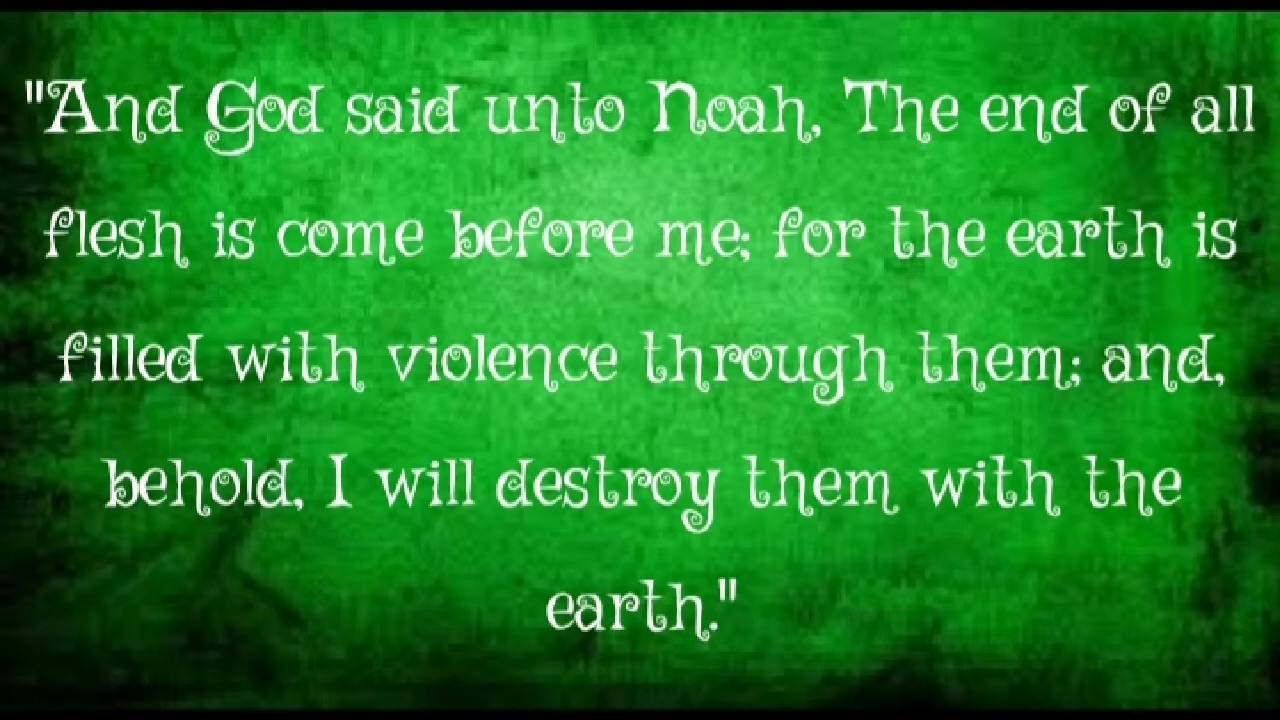 "And God said unto Noah, The end of all
flesh is come before me; for the earth is
filled with violence through them; and,
behold, I will destroy them with the
earth."